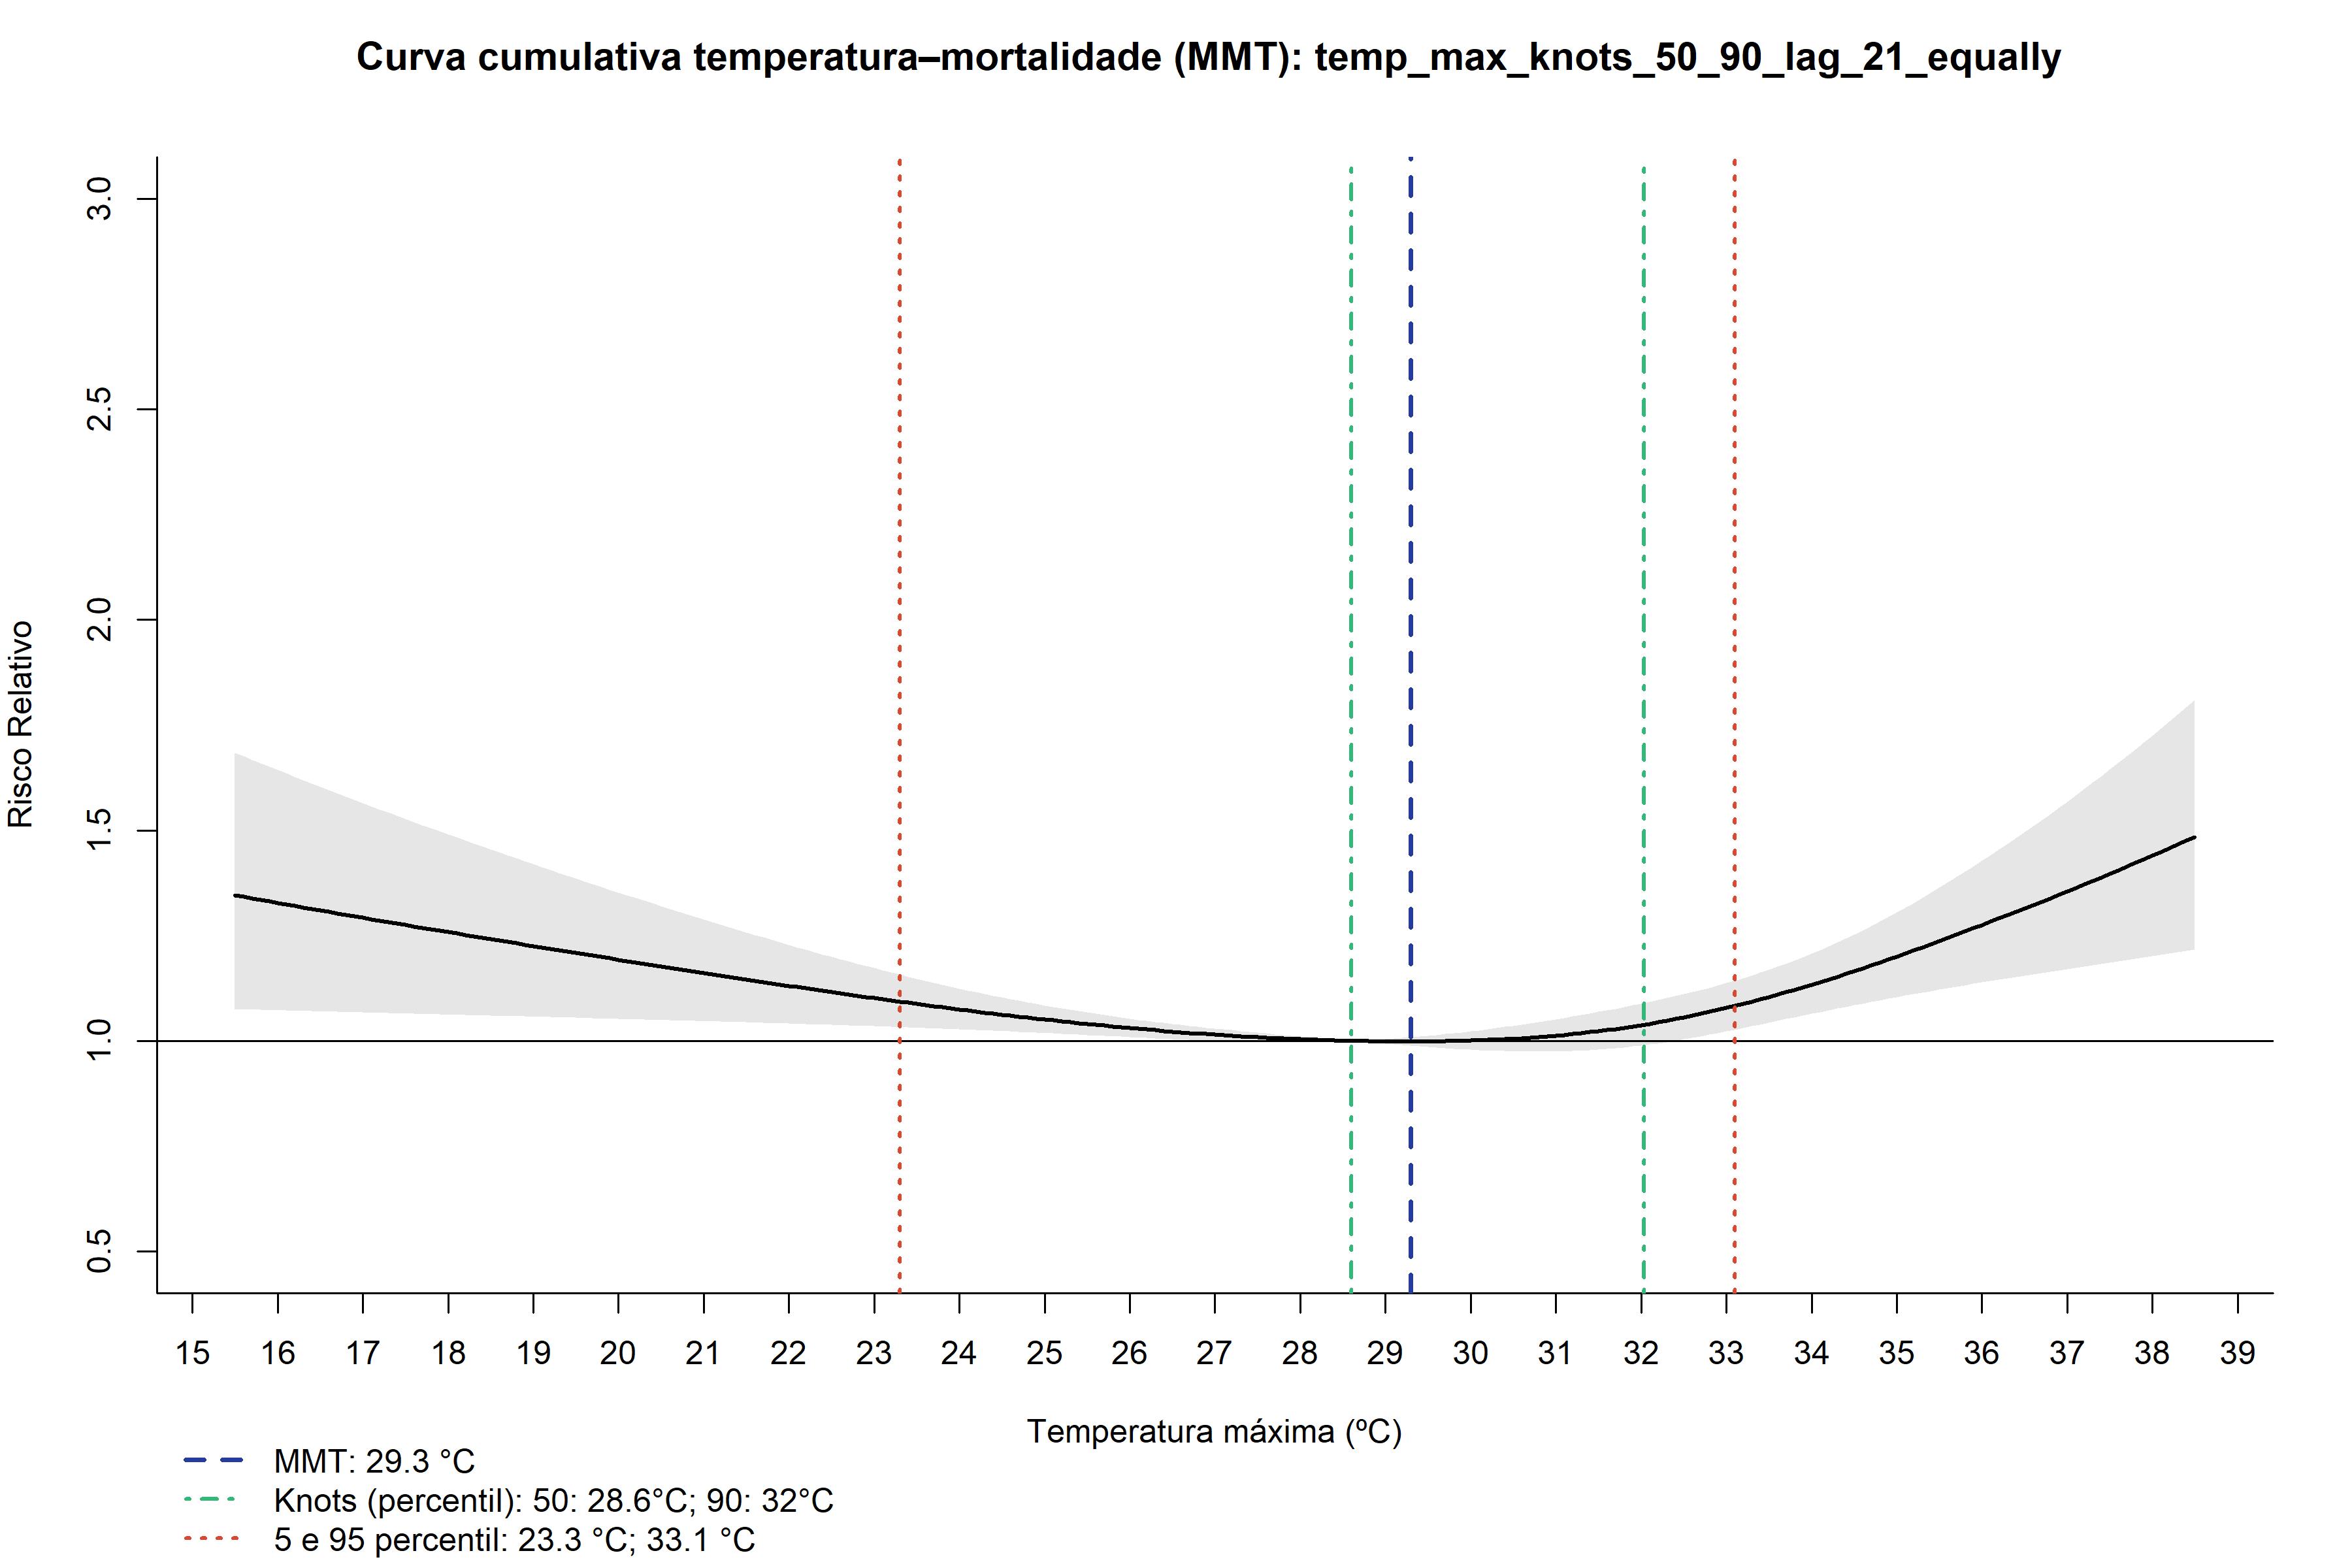 Curva cumulativa temperatura–mortalidade (MMT): temp_max_knots_50_90_lag_21_equally
Risco Relativo
3.0
2.5
2.0
1.5
1.0
0.5
15 16 17 18 19 20 21 22 23 24 25 26 27 28 29 30 31 32 33 34 35 36 37 38 39
Temperatura máxima (ºC)
MMT: 29.3 °C
Knots (percentil): 50: 28.6°C; 90: 32°C
5 e 95 percentil: 23.3 °C; 33.1 °C